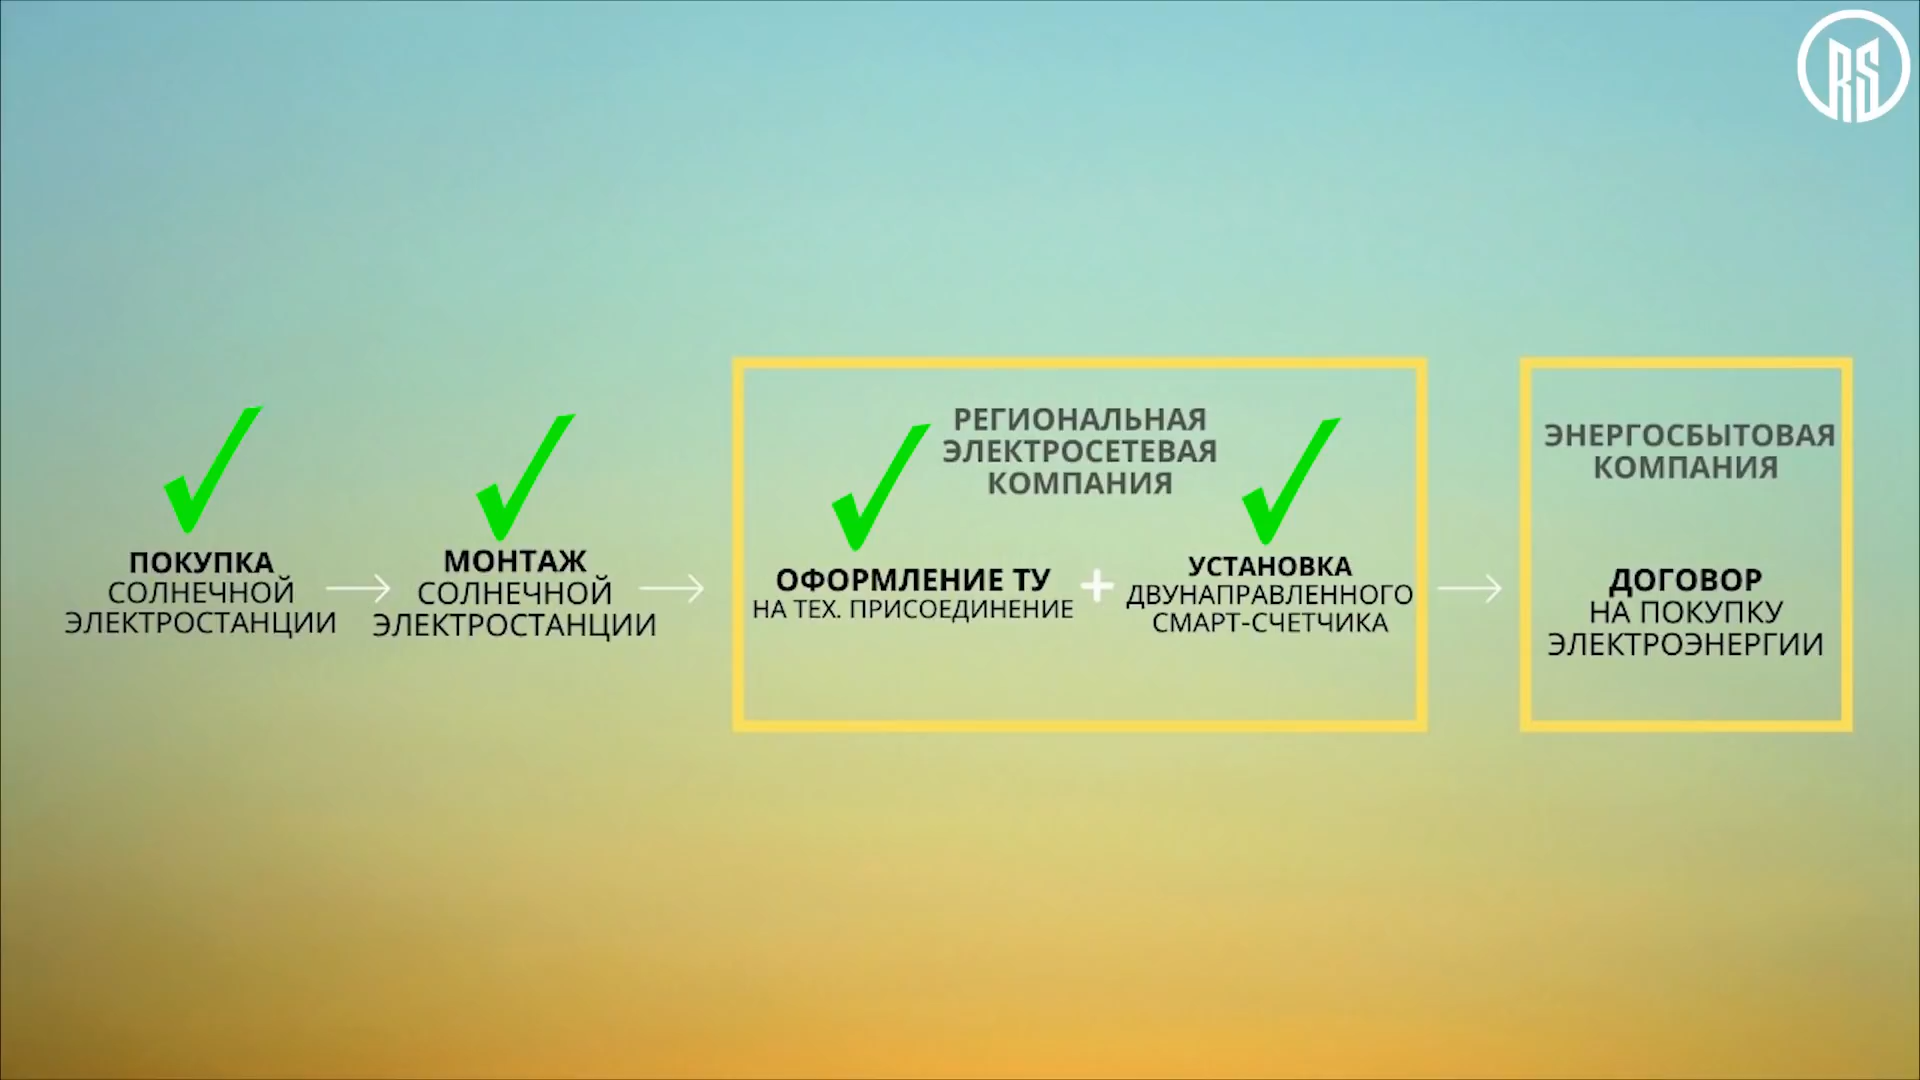 RS
ПОКУПКА
СОЛНЕЧНОЙ
ЭЛЕКТРОСТАНЦИИ
МОНТАЖ
СОЛНЕЧНОЙ
ЭЛЕКТРОСТАНЦИИ
РЕГИОНАЛЬНАЯ
ЭЛЕКТРОСЕТЕВАЯ
КОМПАНИЯ
ОФОРМЛЕНИЕ ТУ
НА ТЕХ. ПРИСОЕДИНЕНИЕ
+
УСТАНОВКА
ДВУНАПРАВЛЕННОГО
СМАРТ-СЧЕТЧИКА
ЭНЕРГОСБЫТОВАЯ
КОМПАНИЯ
ДОГОВОР
НА ПОКУПКУ
ЭЛЕКТРОЭНЕРГИИ